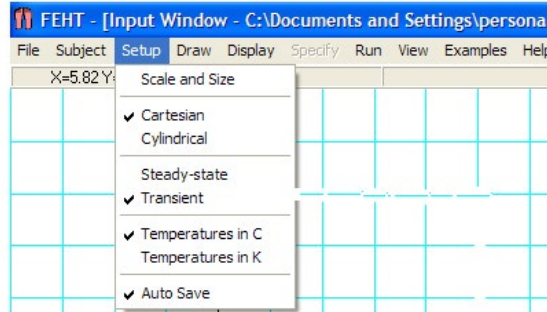 FEHT - [Input Window - C:\Documents and Settings\persona
File Subject Setup Draw Display Specify Run View Examples Help
X=5.82 Y=
Scale and Size
Cartesian
Cylindrical
Steady-state
Transient
Temperatures in C
Temperatures in K
Auto Save